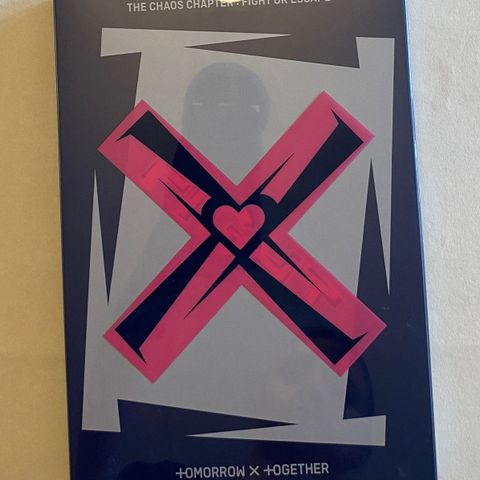 THE CHAOS CHAPTER : FIGHT OR ESCAPE
TOMORROW X TOGETHER